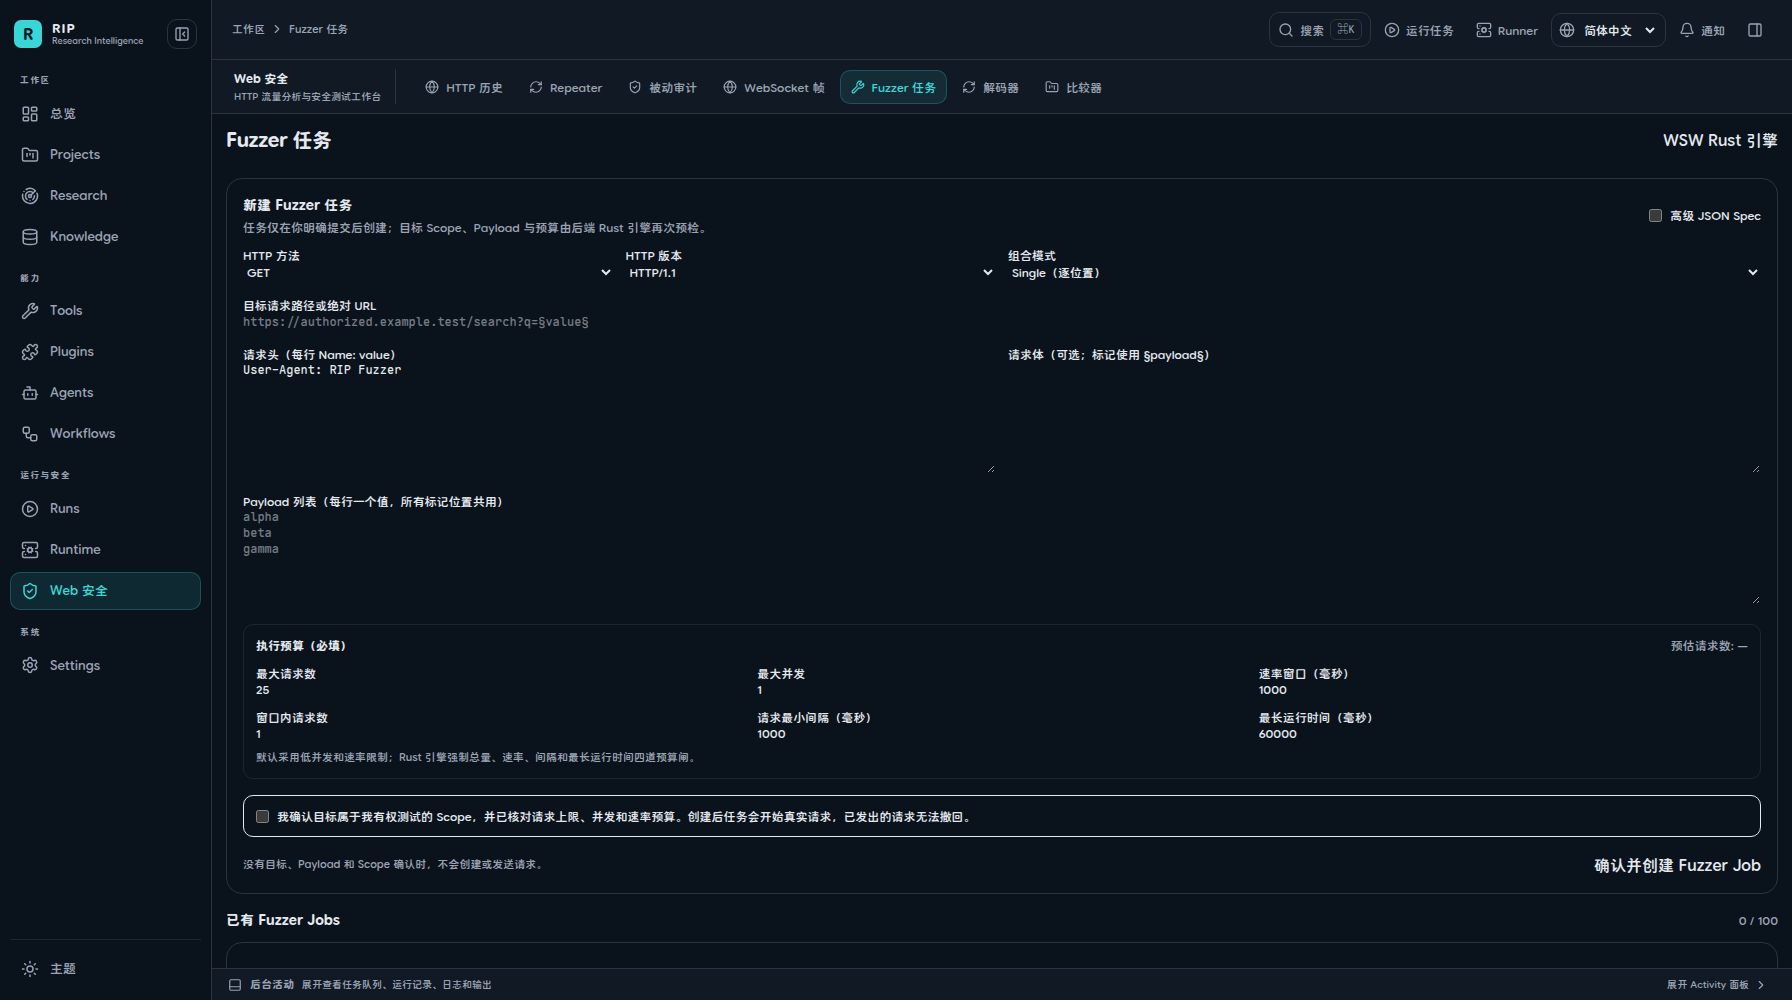 R
RIP
Research Intelligence
工作区
总览
Projects
Research
Knowledge
能力
Tools
Plugins
Agents
Workflows
运行与安全
Runs
Runtime
Web 安全
系统
Settings
主题
工作区 > Fuzzer 任务
搜索 ⌘K
运行任务
Runner
简体中文
通知
Web 安全
HTTP 流量分析与安全测试工作台
HTTP 历史
Repeater
被动审计
WebSocket 帧
Fuzzer 任务
解码器
比较器
Fuzzer 任务
WSW Rust 引擎
新建 Fuzzer 任务
任务仅在你明确提交后创建；目标 Scope、Payload 与预算由后端 Rust 引擎再次预检。
高级 JSON Spec
HTTP 方法
GET
HTTP 版本
HTTP/1.1
组合模式
Single（逐位置）
目标请求路径或绝对 URL
https://authorized.example.test/search?q=§value§
请求头（每行 Name: value）
User-Agent: RIP Fuzzer
请求体（可选；标记使用 §payload§）
Payload 列表（每行一个值，所有标记位置共用）
alpha
beta
gamma
执行预算（必填）
预估请求数: —
最大请求数
25
最大并发
1
速率窗口（毫秒）
1000
窗口内请求数
1
请求最小间隔（毫秒）
1000
最长运行时间（毫秒）
60000
默认采用低并发和速率限制；Rust 引擎强制总量、速率、间隔和最长运行时间四道预算闸。
我确认目标属于我有权测试的 Scope，并已核对请求上限、并发和速率预算。创建后任务会开始真实请求，已发出的请求无法撤回。
没有目标、Payload 和 Scope 确认时，不会创建或发送请求。
确认并创建 Fuzzer Job
已有 Fuzzer Jobs
0 / 100
后台活动 展开查看任务队列、运行记录、日志和输出
展开 Activity 面板